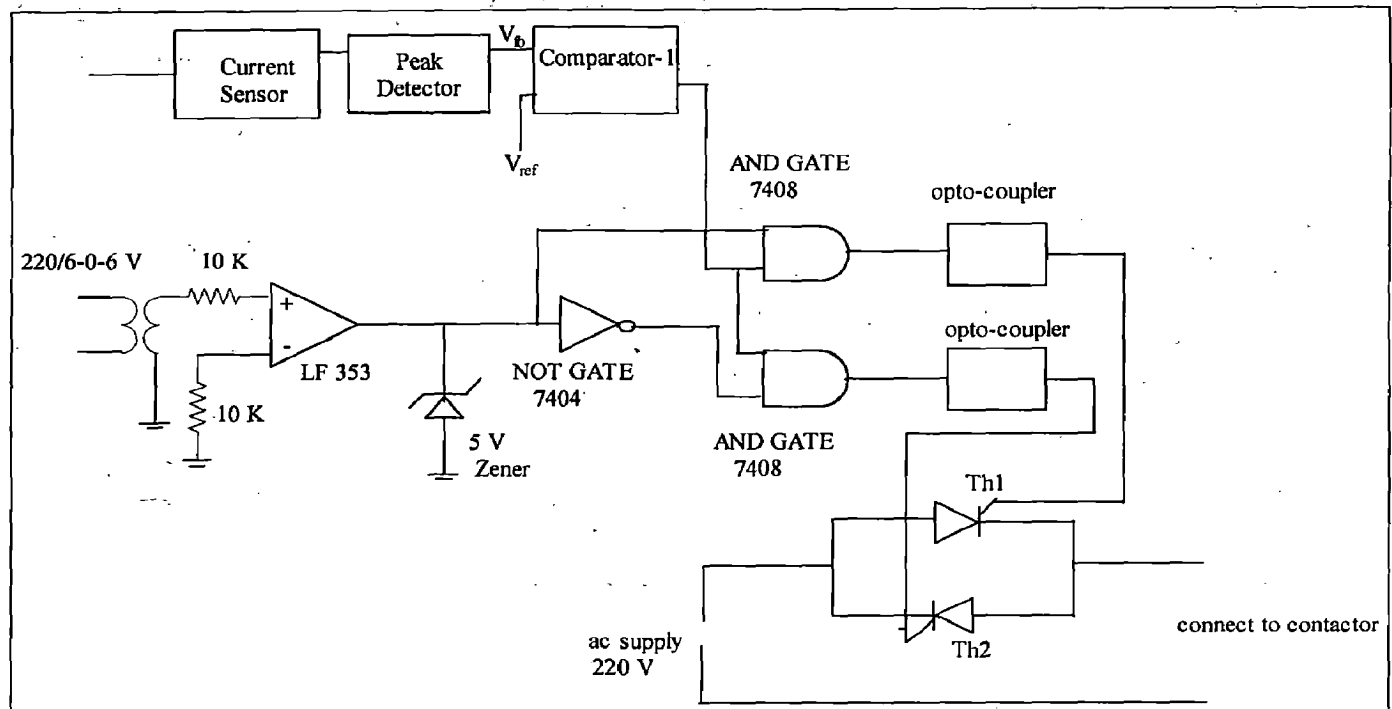 Current
Sensor
Peak
Detector
V_fb
Comparator-1
V_ref
AND GATE
7408
opto-coupler
220/6-0-6 V
10 K
+
-
LF 353
10 K
NOT GATE
7404
5 V
Zener
opto-coupler
AND GATE
7408
Th1
Th2
ac supply
220 V
connect to contactor